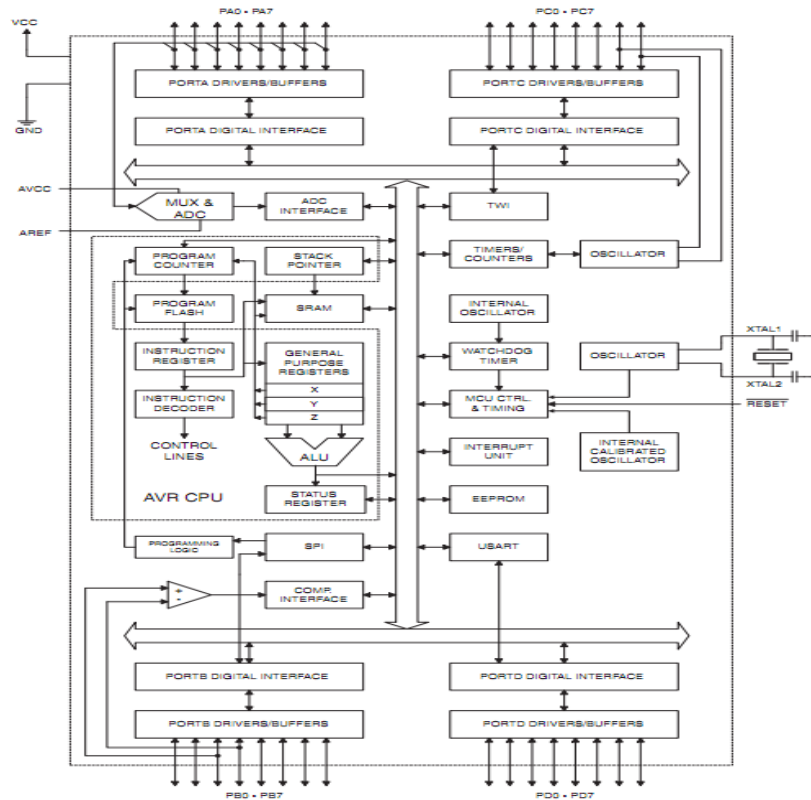 PA0 - PA7
PC0 - PC7
VCC
PORTA DRIVERS/BUFFERS
PORTC DRIVERS/BUFFERS
GND
PORTA DIGITAL INTERFACE
PORTC DIGITAL INTERFACE
AVCC
MUX &
ADC
ADC
INTERFACE
TWI
AREF
PROGRAM
COUNTER
STACK
POINTER
TIMERS/
COUNTERS
OSCILLATOR
PROGRAM
FLASH
SRAM
INTERNAL
OSCILLATOR
XTAL1
INSTRUCTION
REGISTER
GENERAL
PURPOSE
REGISTERS
WATCHDOG
TIMER
OSCILLATOR
XTAL2
X
INSTRUCTION
DECODER
Y
MCU CTRL.
& TIMING
RESET
Z
CONTROL
LINES
ALU
INTERRUPT
UNIT
INTERNAL
CALIBRATED
OSCILLATOR
AVR CPU
STATUS
REGISTER
EEPROM
PROGRAMMING
LOGIC
SPI
USART
+
-
COMP.
INTERFACE
PORTB DIGITAL INTERFACE
PORTD DIGITAL INTERFACE
PORTB DRIVERS/BUFFERS
PORTD DRIVERS/BUFFERS
PB0 - PB7
PD0 - PD7